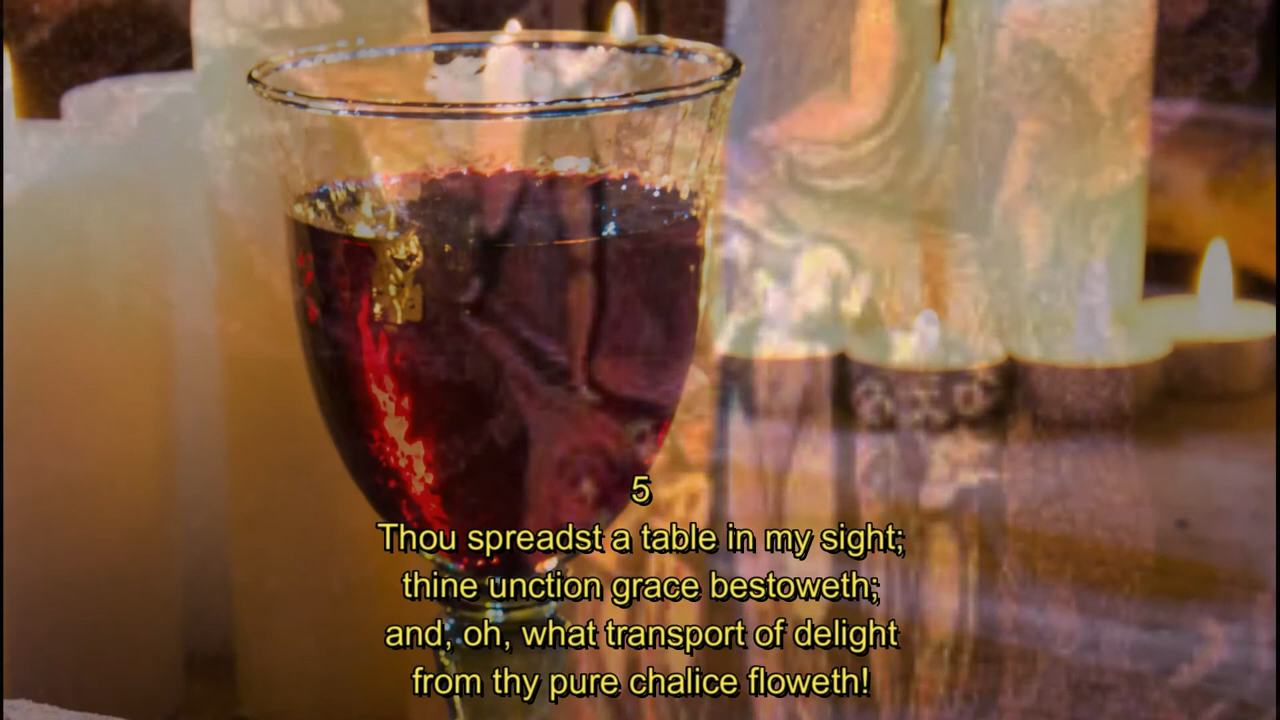 5
Thou spreadst a table in my sight;
thine unction grace bestoweth;
and, oh, what transport of delight
from thy pure chalice floweth!